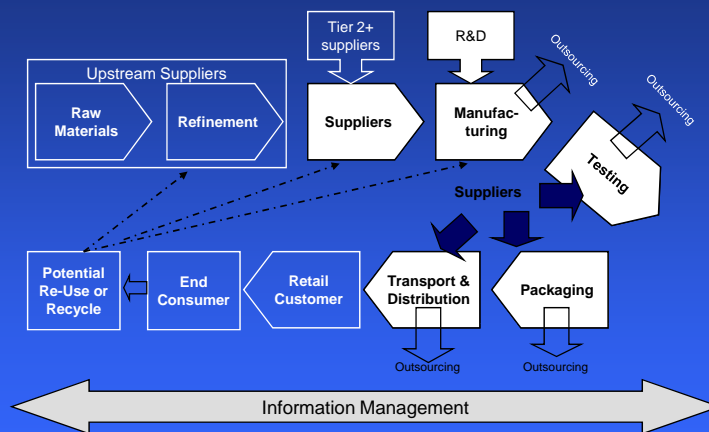 Tier 2+
suppliers
R&D
Outsourcing
Outsourcing
Upstream Suppliers
Raw
Materials
Refinement
Suppliers
Manufac-
turing
Testing
Suppliers
Potential
Re-Use or
Recycle
End
Consumer
Retail
Customer
Transport &
Distribution
Packaging
Outsourcing
Outsourcing
Information Management